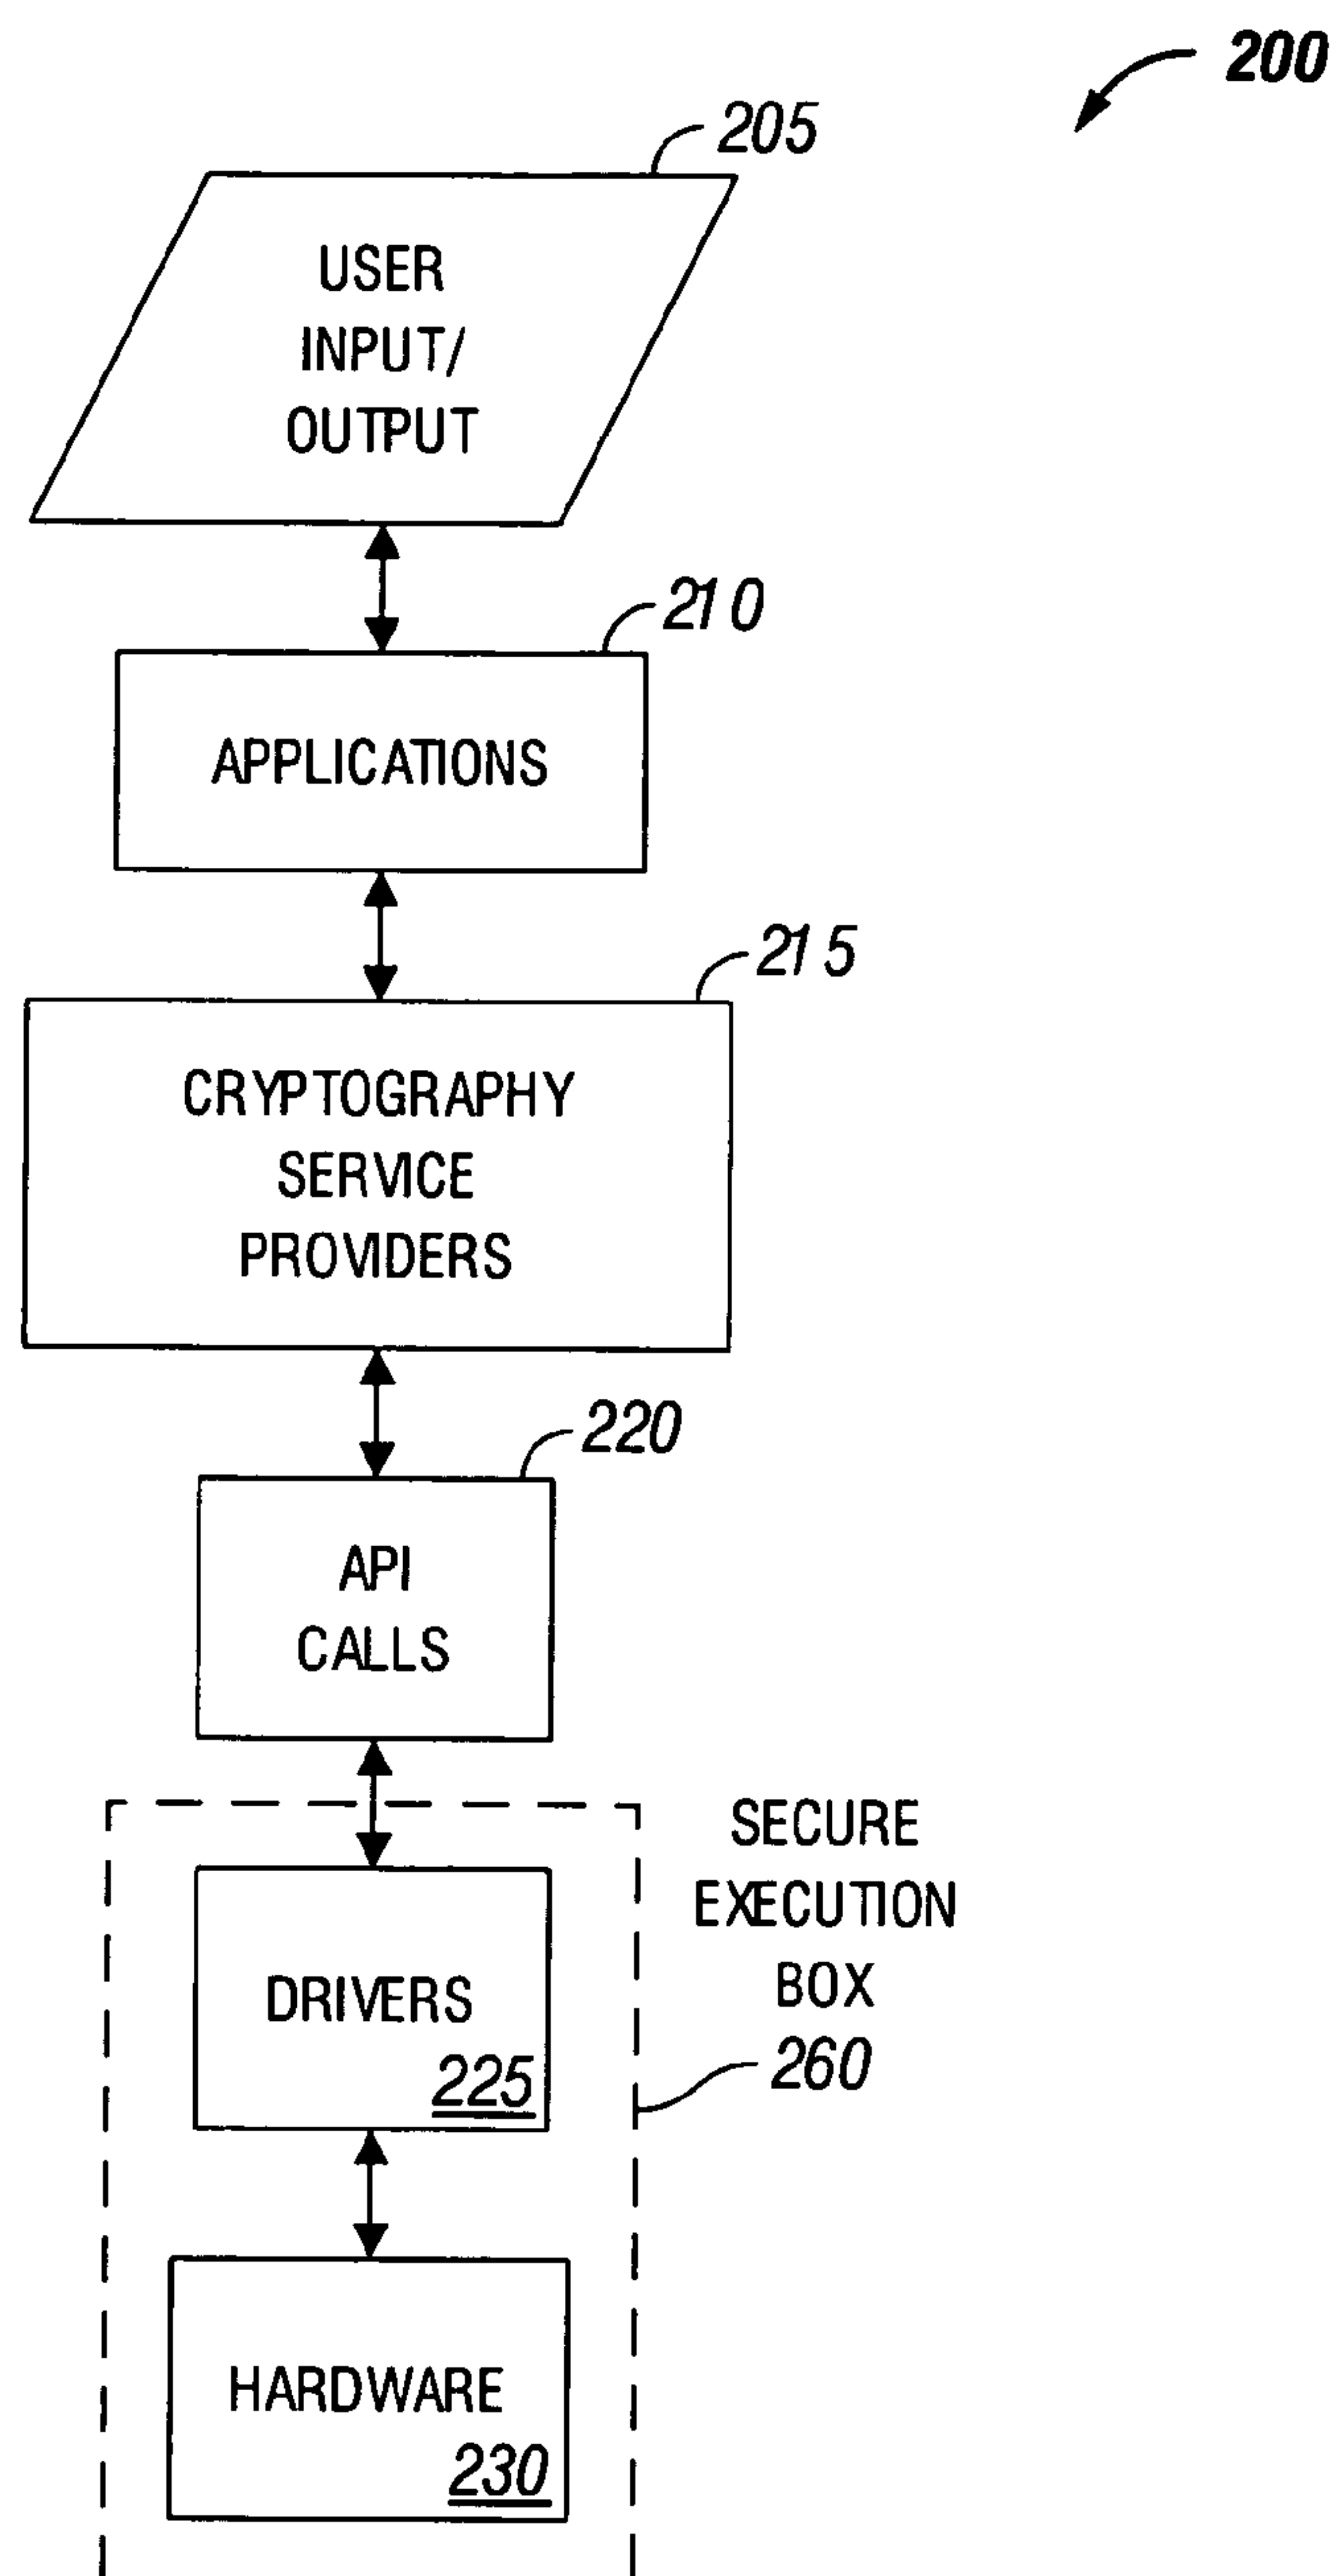 200
205
USER
INPUT/
OUTPUT
210
APPLICATIONS
215
CRYPTOGRAPHY
SERVICE
PROVIDERS
220
API
CALLS
SECURE
EXECUTION
BOX
260
DRIVERS
225
HARDWARE
230